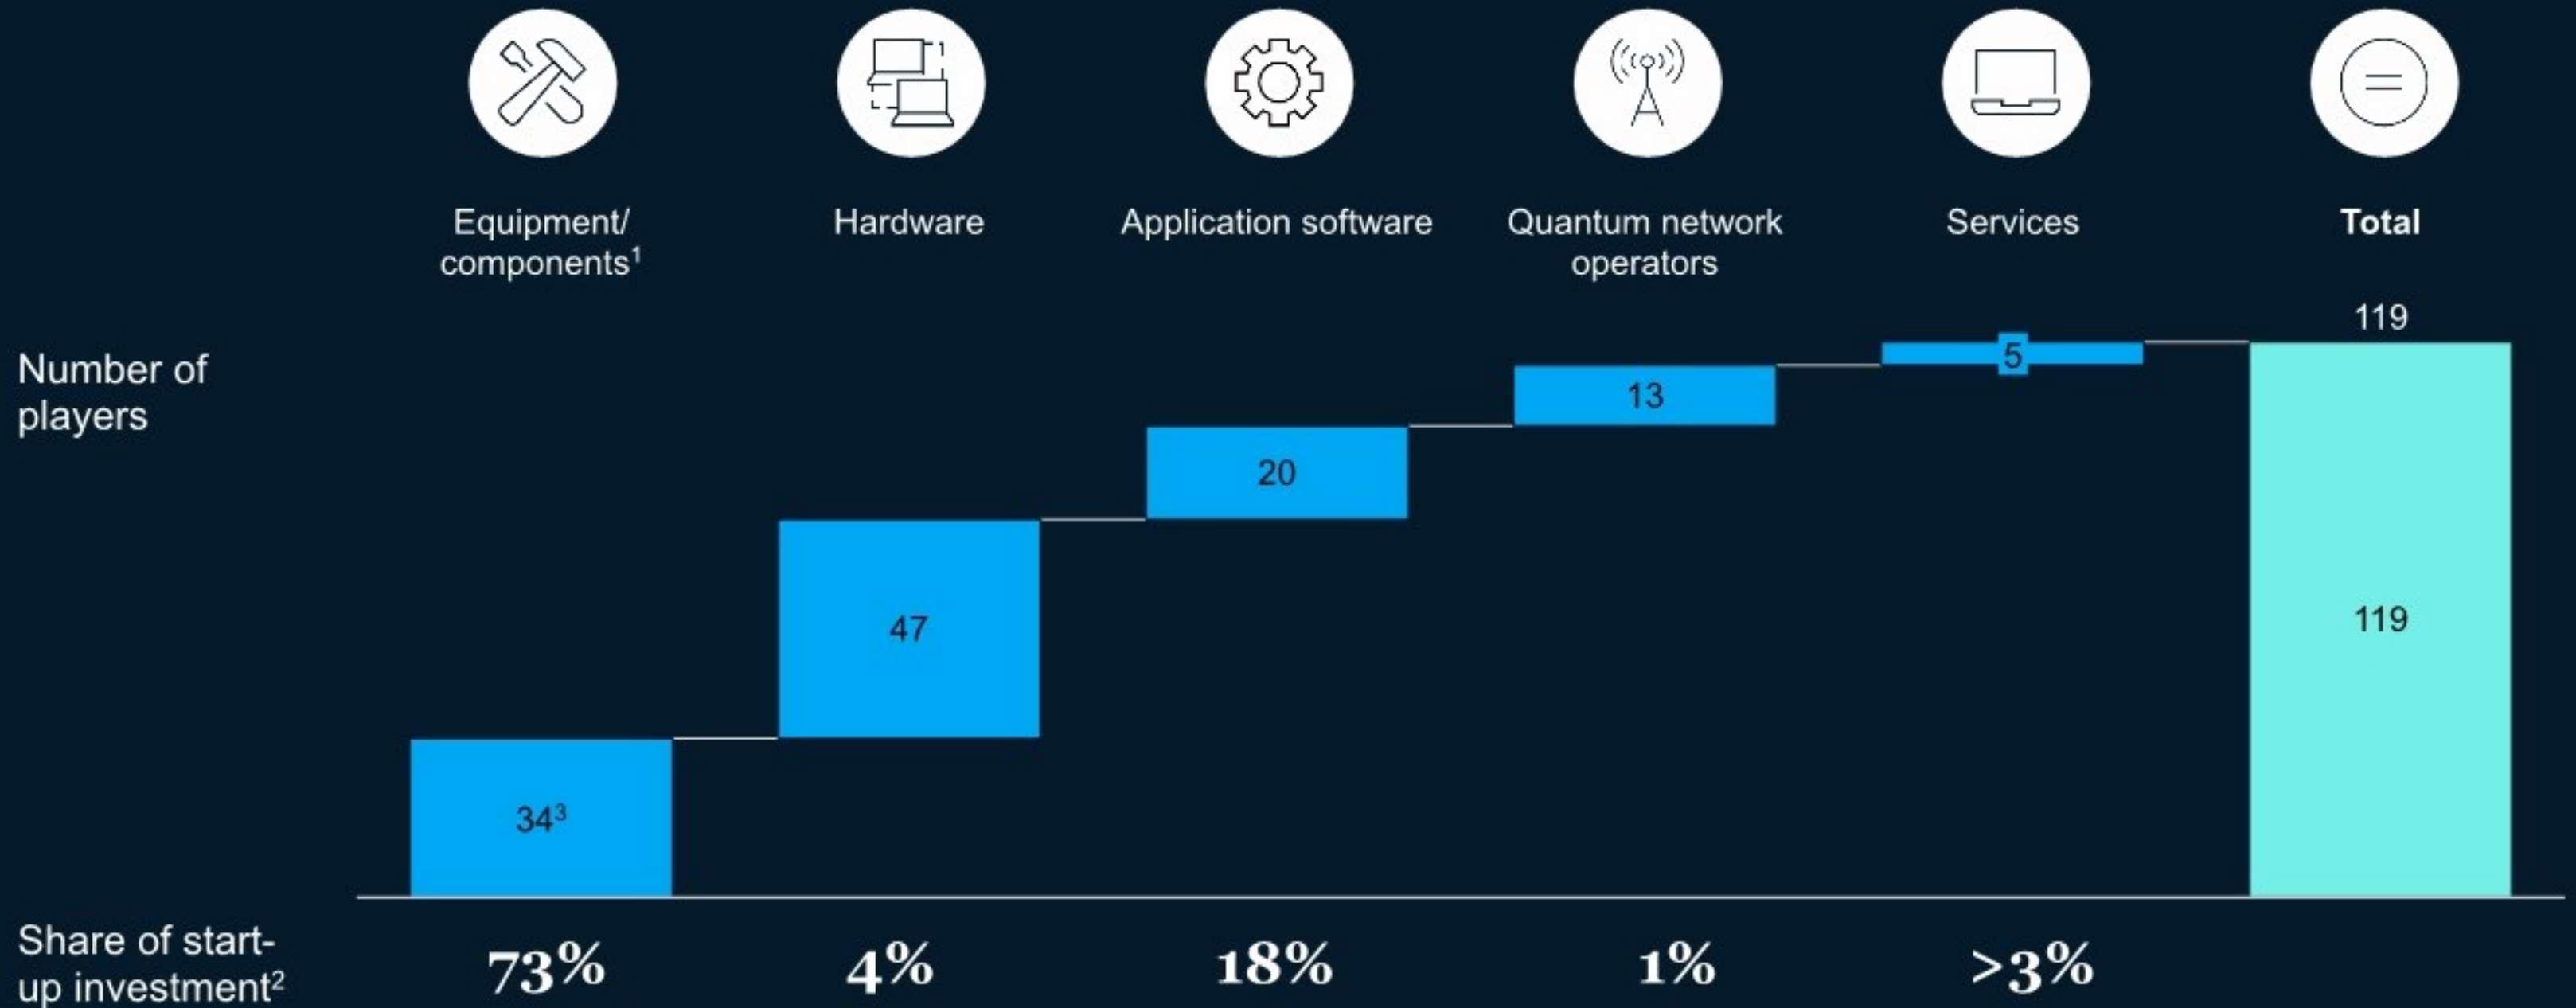 Equipment/
components¹
Hardware
Application software
Quantum network
operators
Services
Total
Number of
players
34³
47
20
13
5
119
119
Share of start-
up investment²
73%
4%
18%
1%
>3%